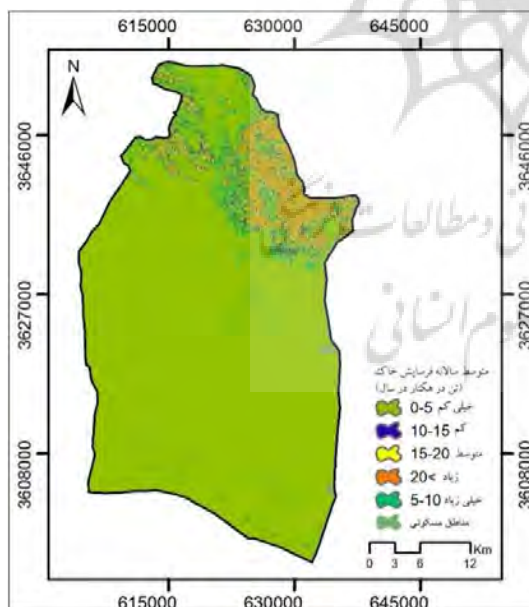 615000 630000 645000
N
3646000 3646000
3627000 3627000
3608000 3608000
متوسط سالانه فرسایش خاک
(تن در هکتار در سال)
خیلی کم 0-5
کم 10-15
متوسط 15-20
زیاد 20<
خیلی زیاد 5-10
مناطق مسکونی
Km
0 3 6 12
615000 630000 645000